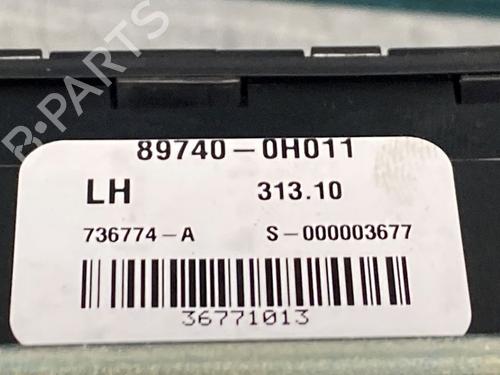 B-PARTS
89740-0H011
LH 313.10
736774-A S-000003677
36771013